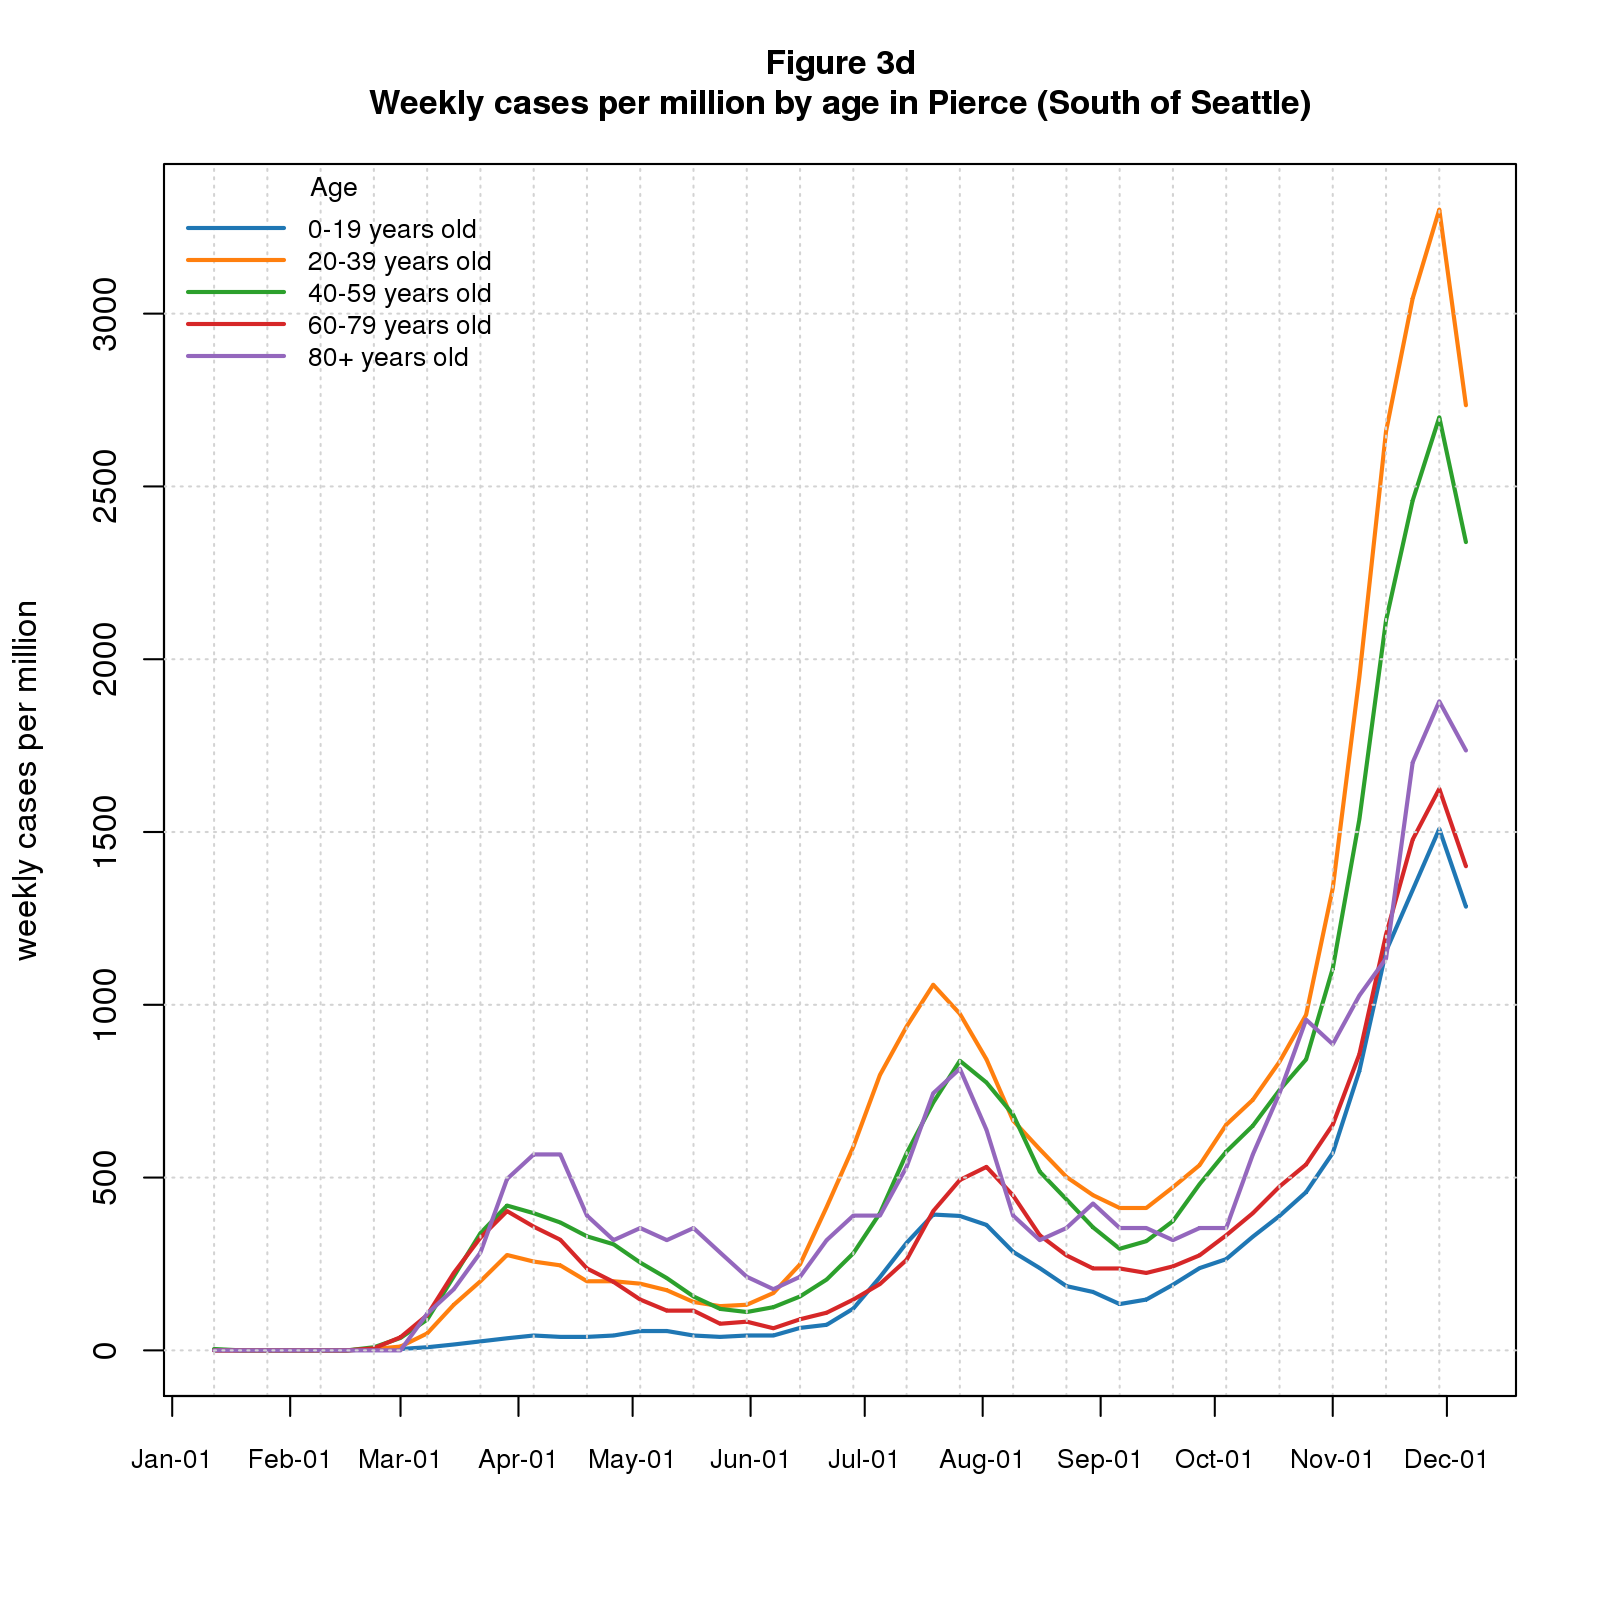 Figure 3d
Weekly cases per million by age in Pierce (South of Seattle)
Age
0-19 years old
20-39 years old
40-59 years old
60-79 years old
80+ years old
weekly cases per million
3000
2500
2000
1500
1000
500
0
Jan-01 Feb-01 Mar-01 Apr-01 May-01 Jun-01 Jul-01 Aug-01 Sep-01 Oct-01 Nov-01 Dec-01